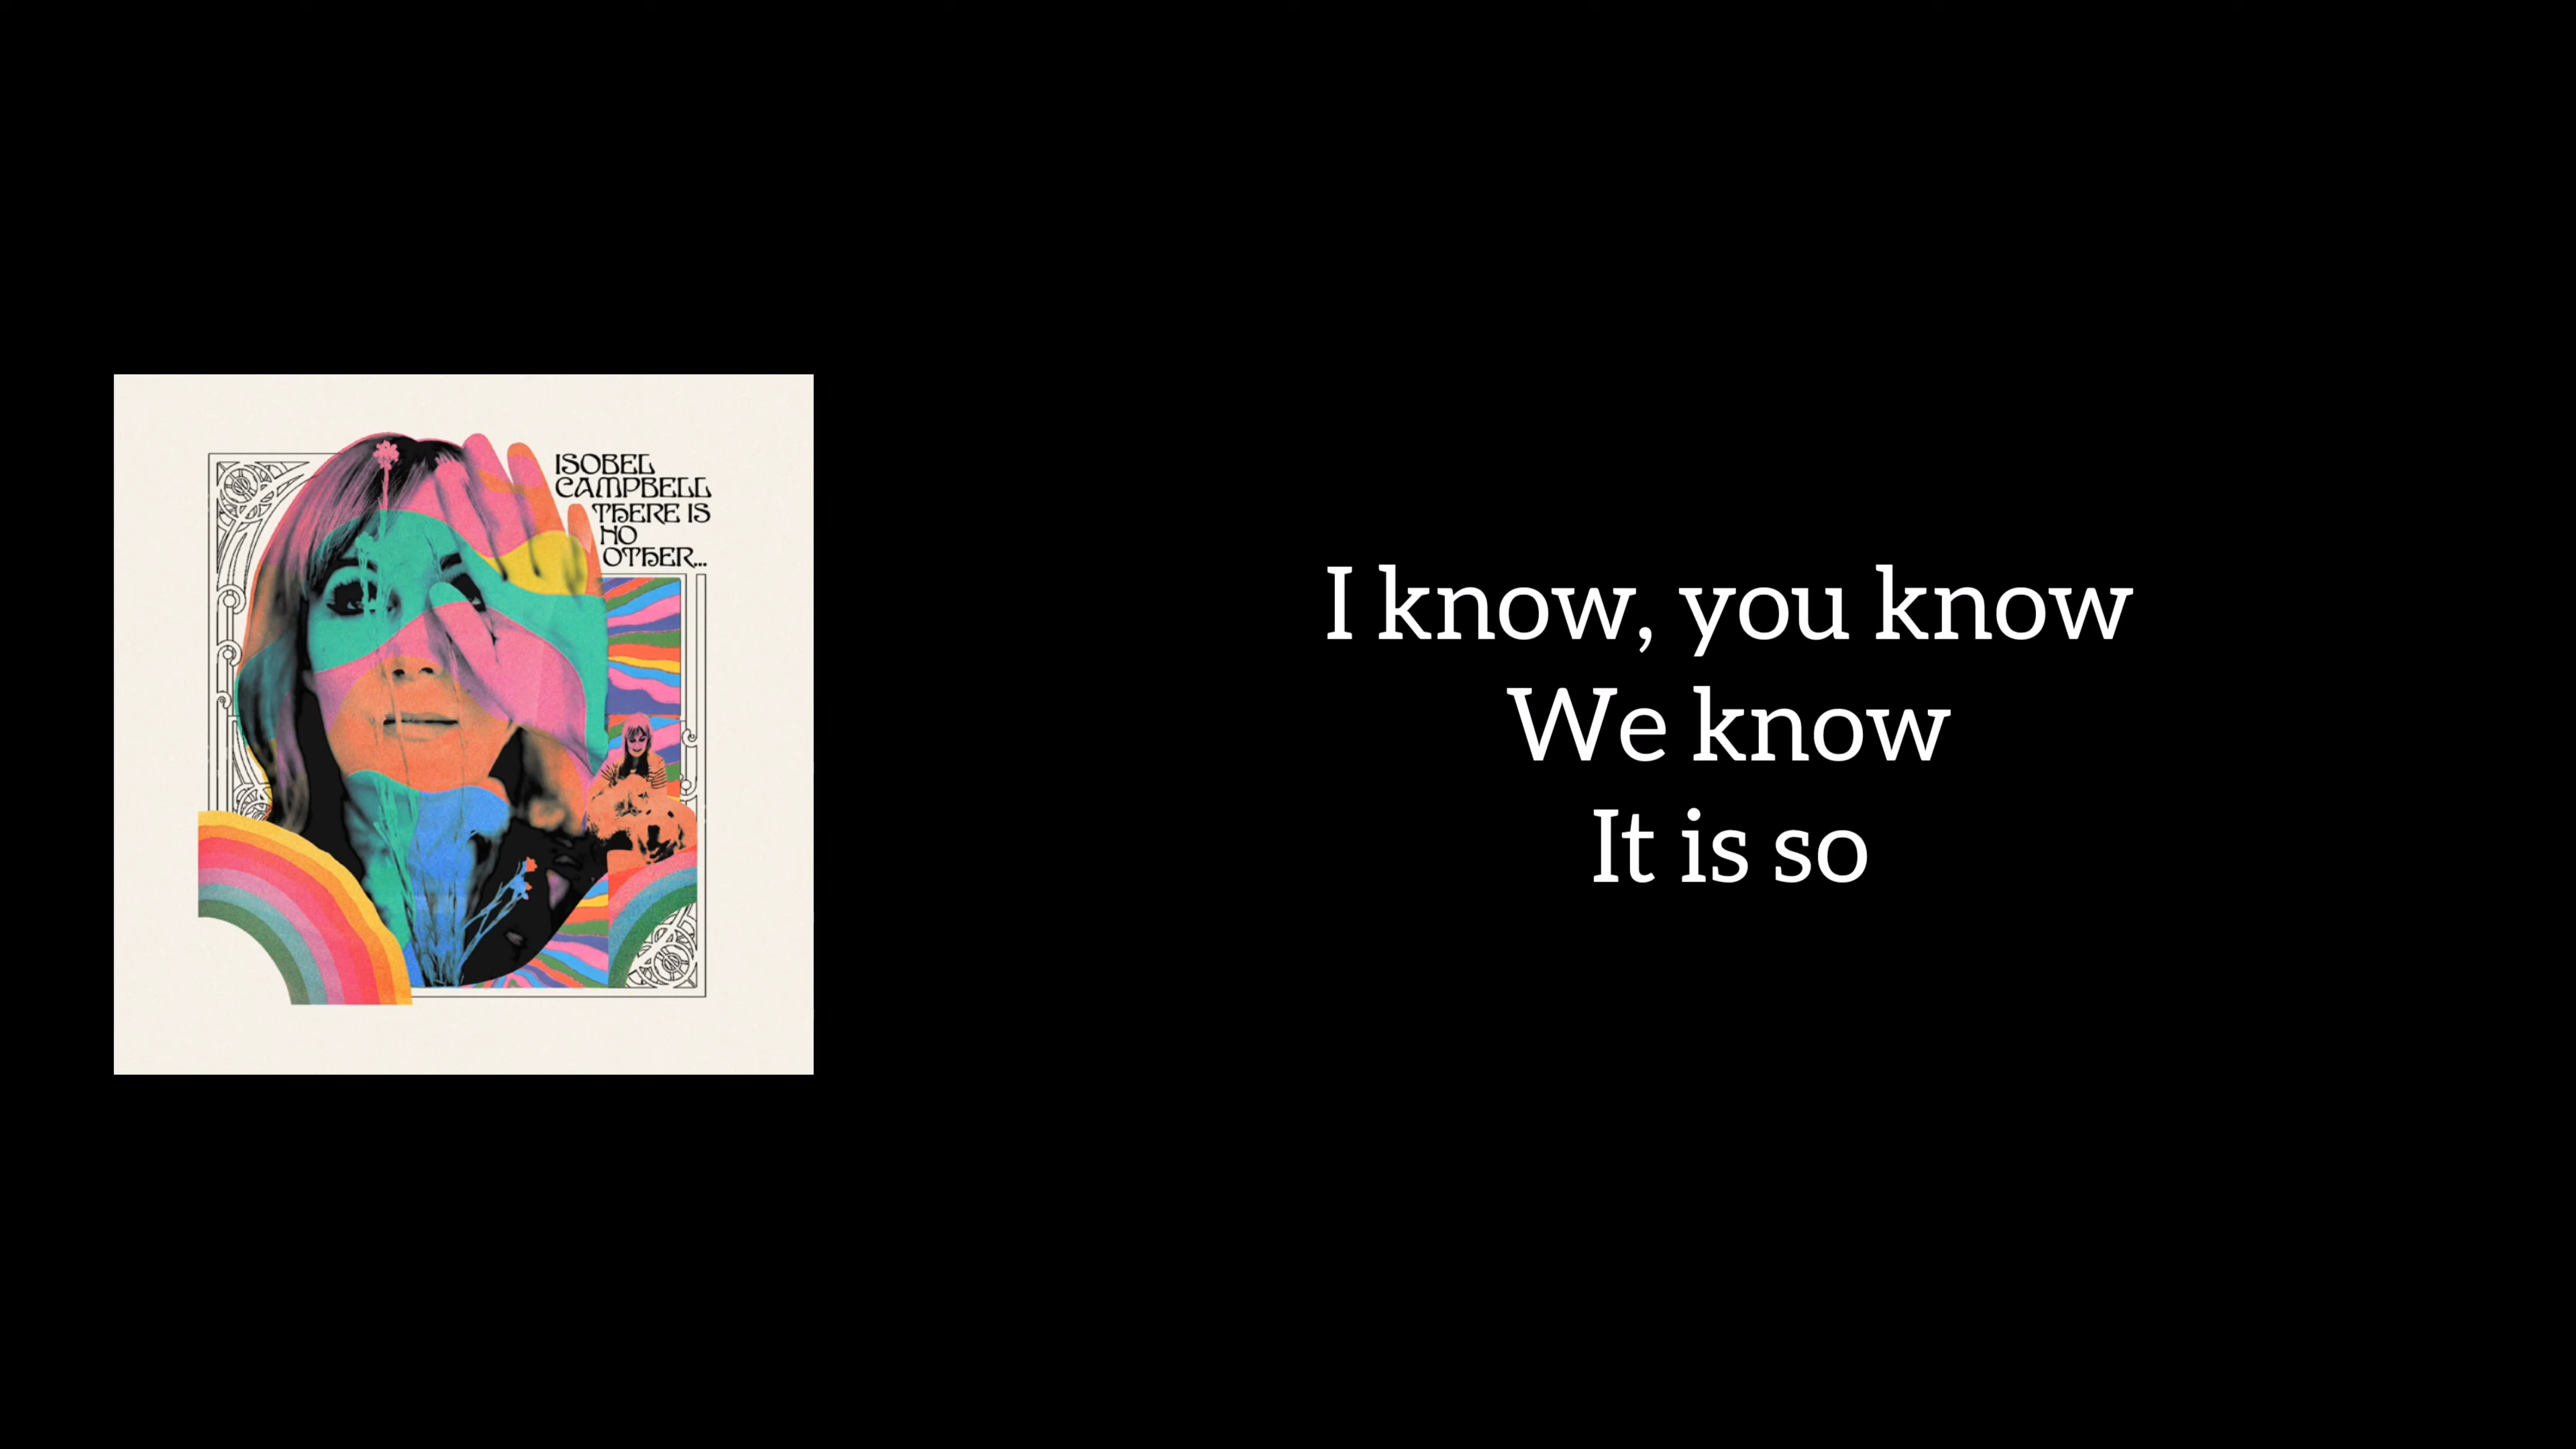 ISOBEL
CAMPBELL
THERE IS
NO
OTHER...
I know, you know
We know
It is so